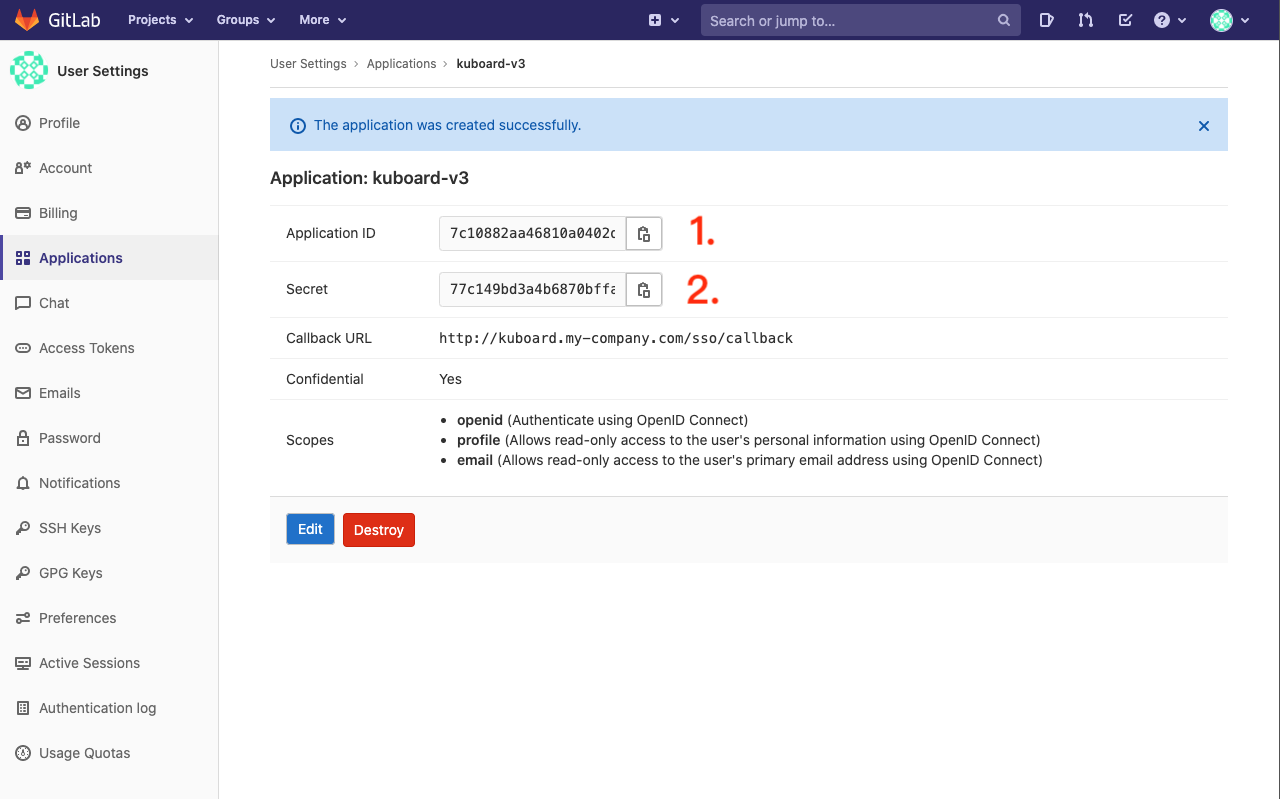 GitLab Projects Groups More Search or jump to...
User Settings
Profile
Account
Billing
Applications
Chat
Access Tokens
Emails
Password
Notifications
SSH Keys
GPG Keys
Preferences
Active Sessions
Authentication log
Usage Quotas
User Settings › Applications › kuboard-v3
The application was created successfully.
Application: kuboard-v3
Application ID 7c10882aa46810a0402c 1.
Secret 77c149bd3a4b6870bffa 2.
Callback URL http://kuboard.my-company.com/sso/callback
Confidential Yes
Scopes
• openid (Authenticate using OpenID Connect)
• profile (Allows read-only access to the user's personal information using OpenID Connect)
• email (Allows read-only access to the user's primary email address using OpenID Connect)
Edit Destroy